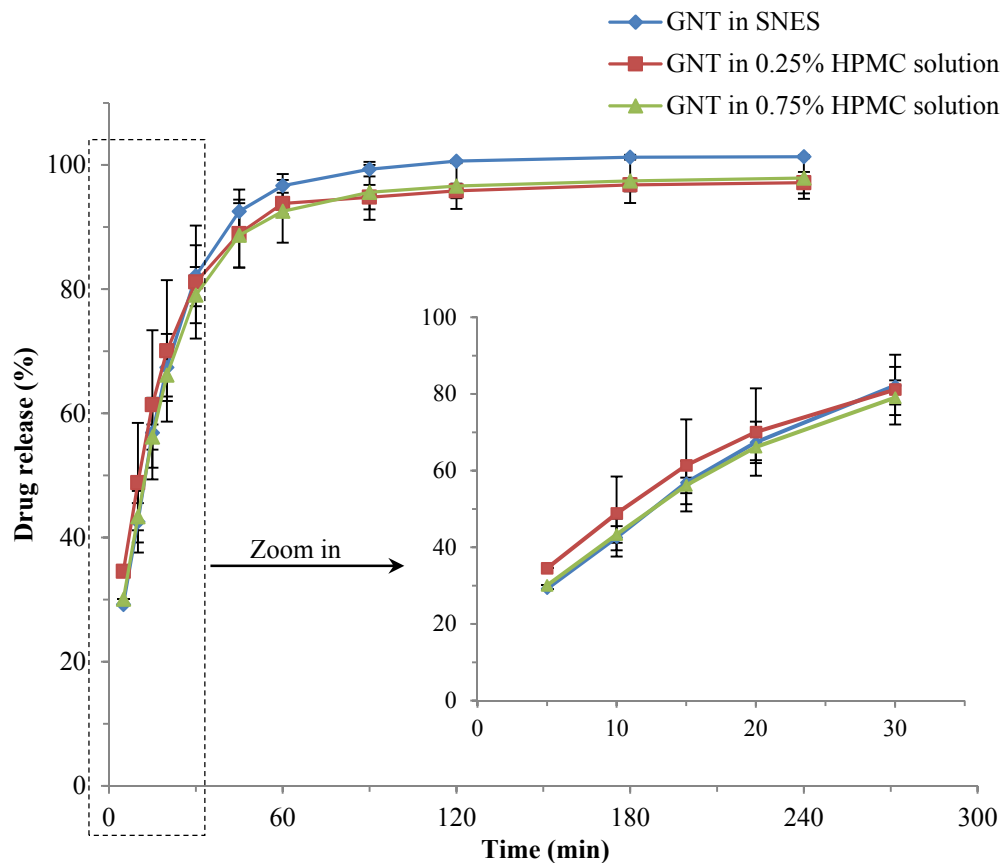 GNT in SNES
GNT in 0.25% HPMC solution
GNT in 0.75% HPMC solution
Drug release (%)
100
80
60
40
20
0
Zoom in
100
80
60
40
20
0
0 10 20 30
0 60 120 180 240 300
Time (min)